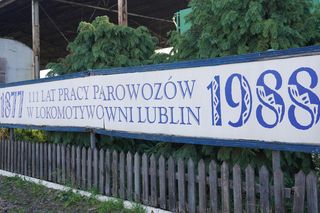 1877 111 LAT PRACY PAROWOZÓW 1988
W LOKOMOTYWOWNI LUBLIN